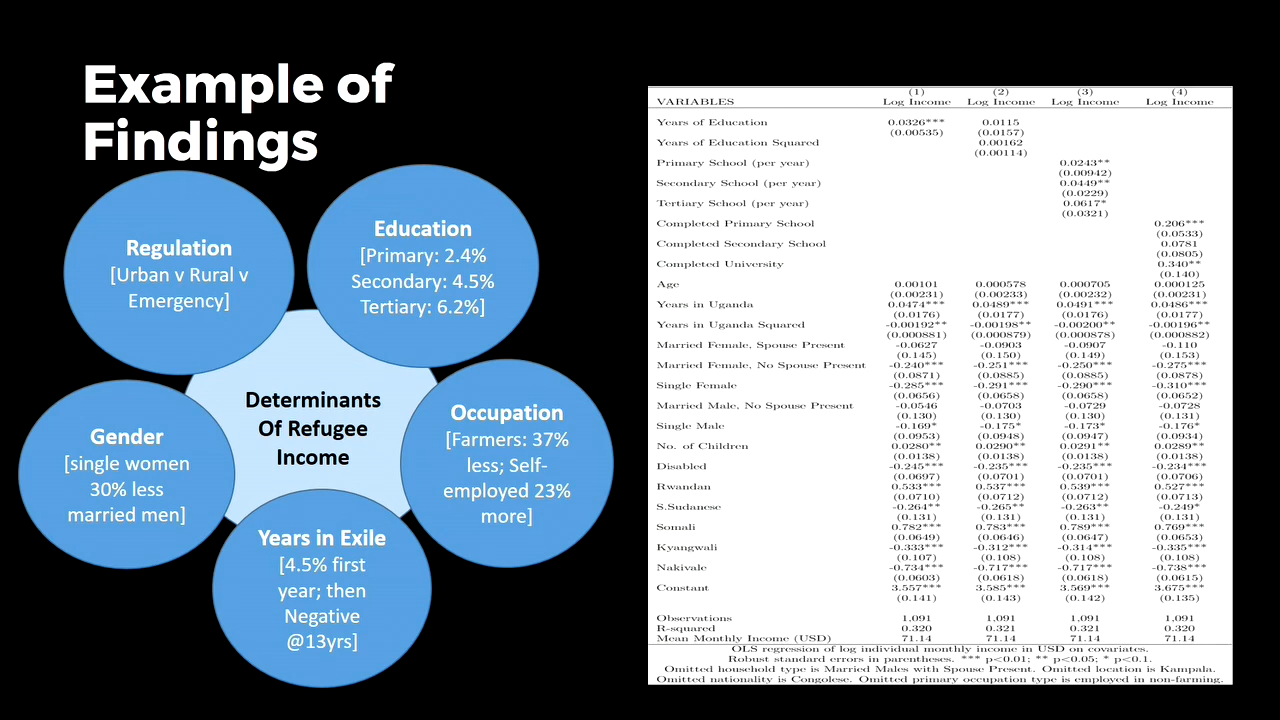 Example of
Findings
Regulation
[Urban v Rural v
Emergency]
Education
[Primary: 2.4%
Secondary: 4.5%
Tertiary: 6.2%]
Determinants
Of Refugee
Income
Gender
[single women
30% less
married men]
Occupation
[Farmers: 37%
less; Self-
employed 23%
more]
Years in Exile
[4.5% first
year; then
Negative
@13yrs]
(1) (2) (3) (4)
VARIABLES Log Income Log Income Log Income Log Income
Years of Education 0.0326*** 0.0115
(0.00535) (0.0157)
Years of Education Squared 0.00162
(0.00114)
Primary School (per year) 0.0243**
(0.00942)
Secondary School (per year) 0.0449**
(0.0229)
Tertiary School (per year) 0.0617*
(0.0321)
Completed Primary School 0.206***
(0.0533)
Completed Secondary School 0.0781
(0.0805)
Completed University 0.340**
(0.140)
Age 0.00101 0.000578 0.000705 0.000125
(0.00231) (0.00233) (0.00232) (0.00231)
Years in Uganda 0.0474*** 0.0489*** 0.0491*** 0.0486***
(0.0176) (0.0177) (0.0176) (0.0177)
Years in Uganda Squared -0.00192** -0.00198** -0.00200** -0.00196**
(0.000881) (0.000879) (0.000878) (0.000882)
Married Female, Spouse Present -0.0627 -0.0903 -0.0907 -0.110
(0.145) (0.150) (0.149) (0.153)
Married Female, No Spouse Present -0.240*** -0.251*** -0.250*** -0.275***
(0.0871) (0.0885) (0.0885) (0.0878)
Single Female -0.285*** -0.291*** -0.290*** -0.310***
(0.0656) (0.0658) (0.0658) (0.0652)
Married Male, No Spouse Present -0.0546 -0.0703 -0.0729 -0.0728
(0.130) (0.130) (0.130) (0.131)
Single Male -0.169* -0.175* -0.173* -0.176*
(0.0953) (0.0948) (0.0947) (0.0934)
No. of Children 0.0280** 0.0290** 0.0291** 0.0289**
(0.0138) (0.0138) (0.0138) (0.0138)
Disabled -0.245*** -0.235*** -0.235*** -0.234***
(0.0697) (0.0701) (0.0701) (0.0706)
Rwandan 0.533*** 0.537*** 0.539*** 0.527***
(0.0710) (0.0712) (0.0712) (0.0713)
S.Sudanese -0.264** -0.265** -0.263** -0.249*
(0.131) (0.131) (0.131) (0.131)
Somali 0.782*** 0.783*** 0.789*** 0.769***
(0.0649) (0.0646) (0.0647) (0.0653)
Kyangwali -0.333*** -0.312*** -0.314*** -0.335***
(0.107) (0.108) (0.108) (0.108)
Nakivale -0.734*** -0.717*** -0.717*** -0.738***
(0.0603) (0.0618) (0.0618) (0.0615)
Constant 3.557*** 3.585*** 3.569*** 3.675***
(0.141) (0.143) (0.142) (0.135)
Observations 1,091 1,091 1,091 1,091
R-squared 0.320 0.321 0.321 0.320
Mean Monthly Income (USD) 71.14 71.14 71.14 71.14
OLS regression of log individual monthly income in USD on covariates.
Robust standard errors in parentheses. *** p<0.01; ** p<0.05; * p<0.1.
Omitted household type is Married Males with Spouse Present. Omitted location is Kampala.
Omitted nationality is Congolese. Omitted primary occupation type is employed in non-farming.